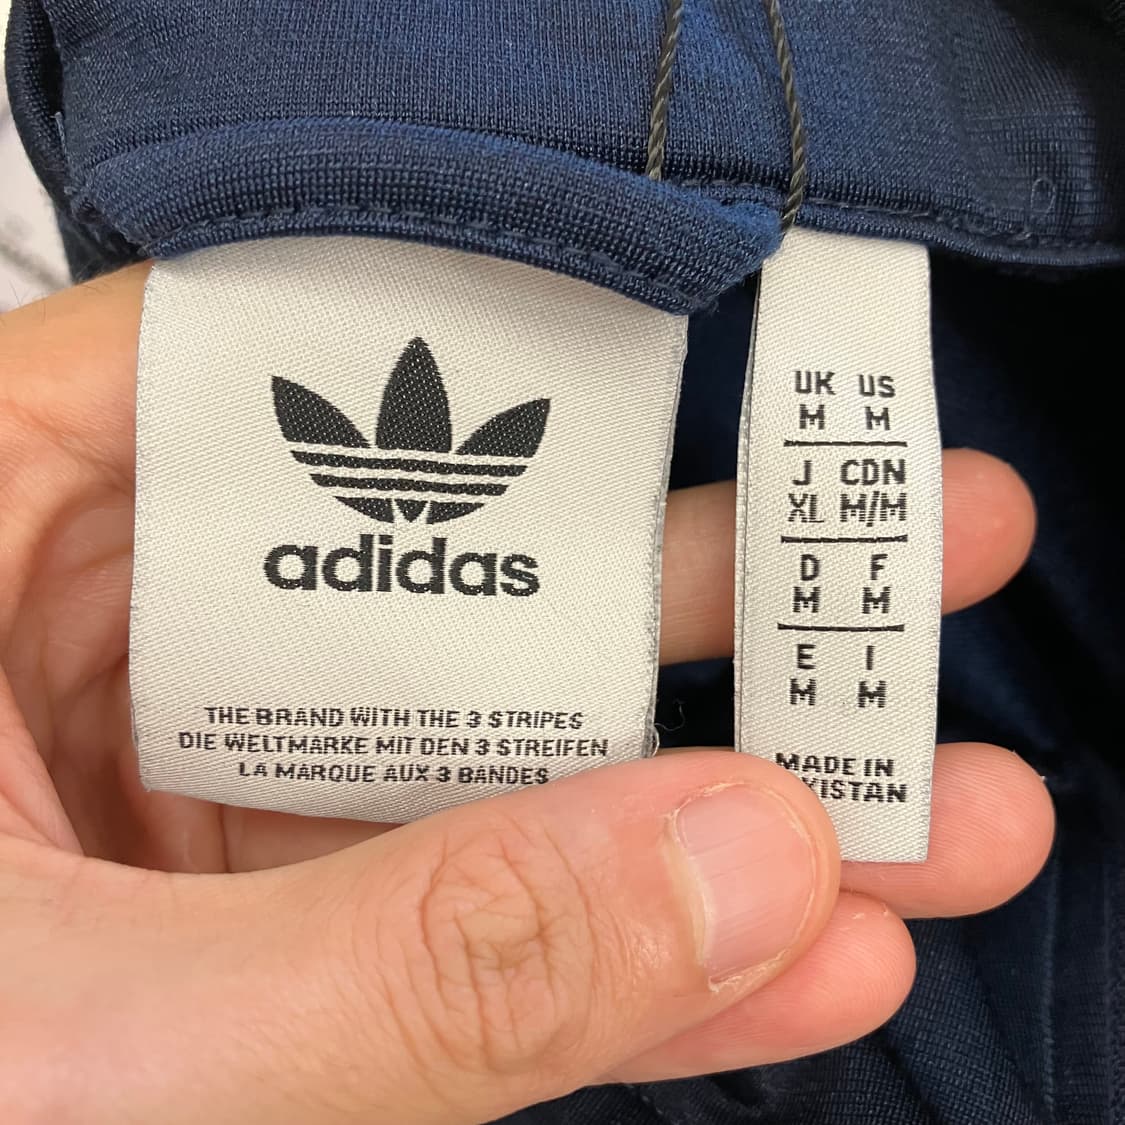 adidas
THE BRAND WITH THE 3 STRIPES
DIE WELTMARKE MIT DEN 3 STREIFEN
LA MARQUE AUX 3 BANDES
UK US
M M
J CDN
XL M/M
D F
M M
E I
M M
MADE IN